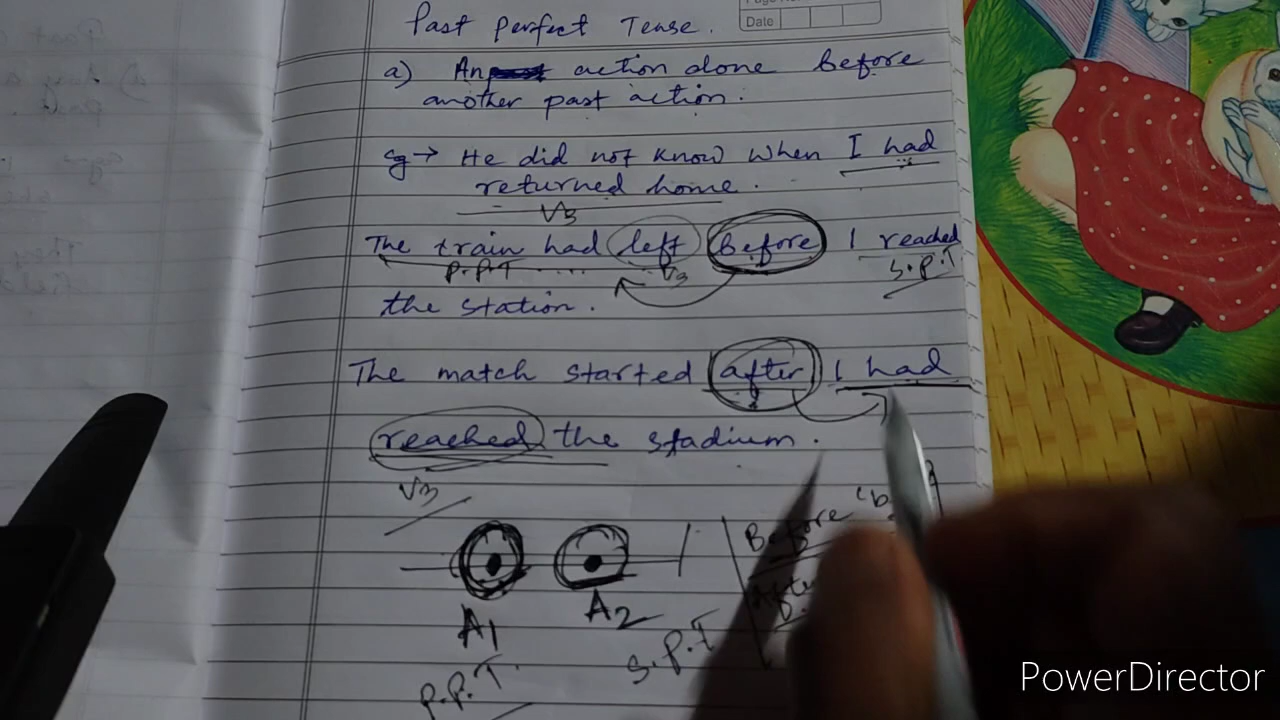 Past Perfect Tense.
Date
a) An action done before
another past action.
eg → He did not know when I had
returned home.
V3
The train had left before I reached
P.P.T V3 S.P.T
the station.
The match started after I had
reached the stadium.
V3
Before 'b
A1 A2
S.P.T
P.P.T.
PowerDirector